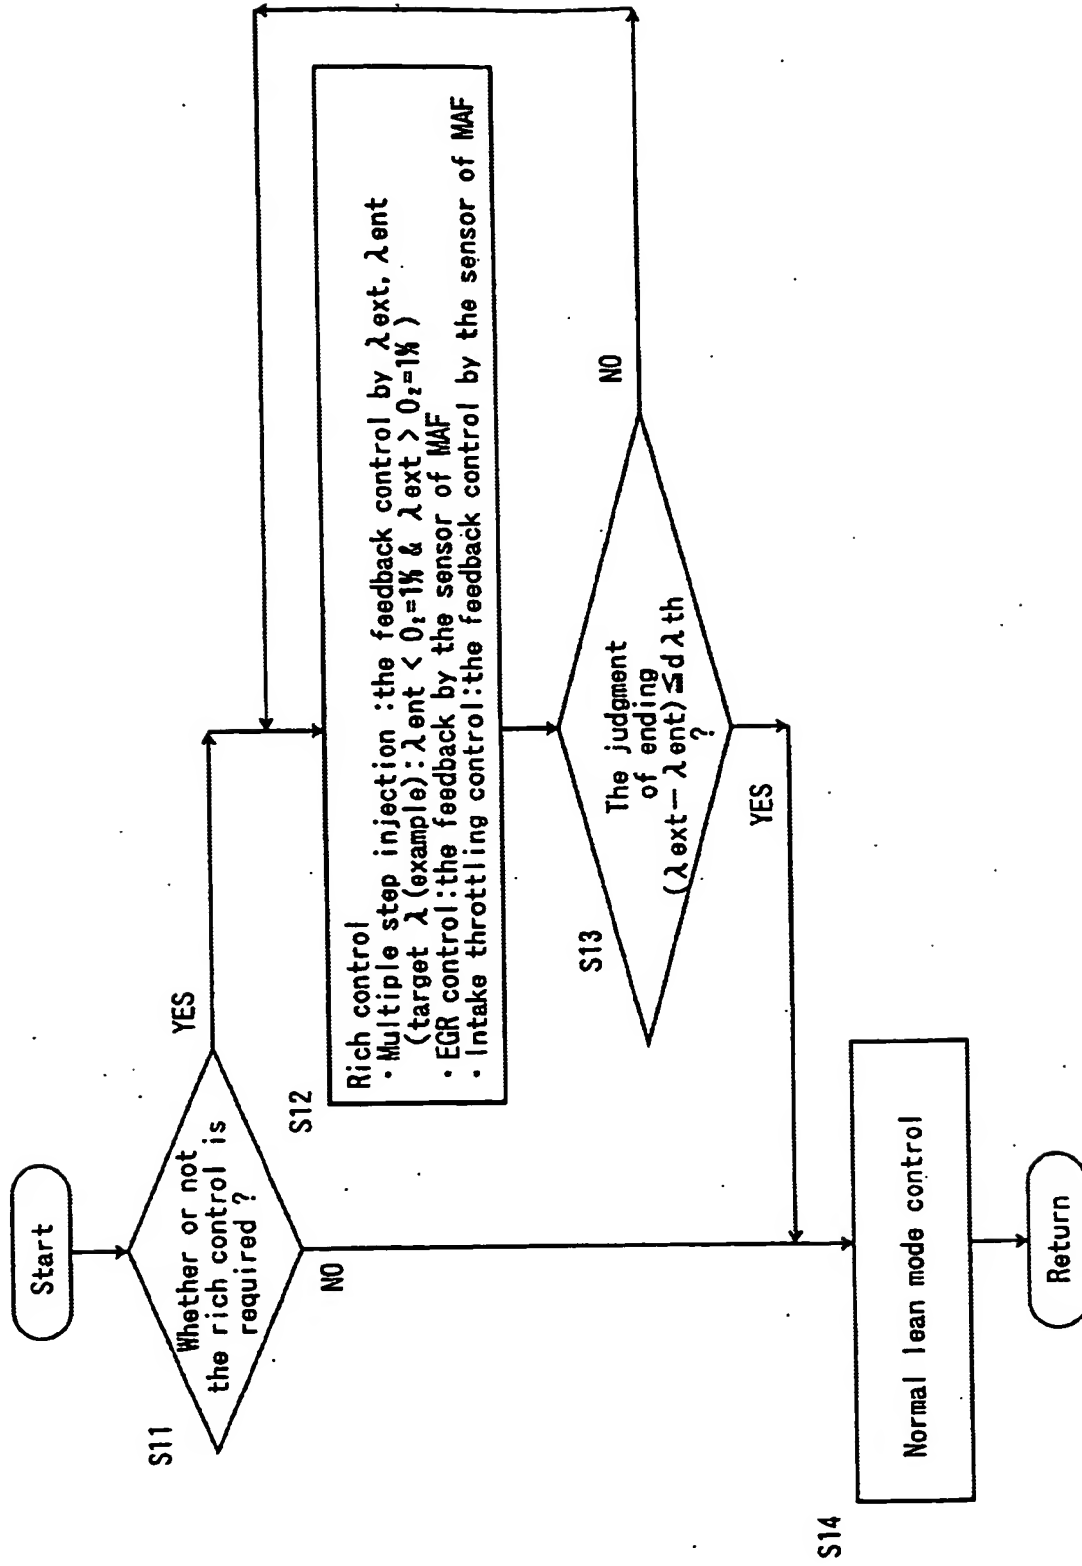 Start
S11
Whether or not
the rich control is
required ?
YES
NO
S12
Rich control
・Multiple step injection :the feedback control by λext, λent
(target λ (example):λent < O₂=1% & λext > O₂=1% )
・EGR control:the feedback by the sensor of MAF
・Intake throttling control:the feedback control by the sensor of MAF
S13
The judgment
of ending
(λext－λent)≦dλth
?
NO
YES
S14
Normal lean mode control
Return